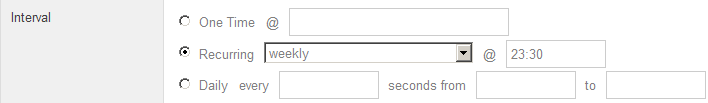 Interval
One Time @
Recurring weekly @ 23:30
Daily every seconds from to